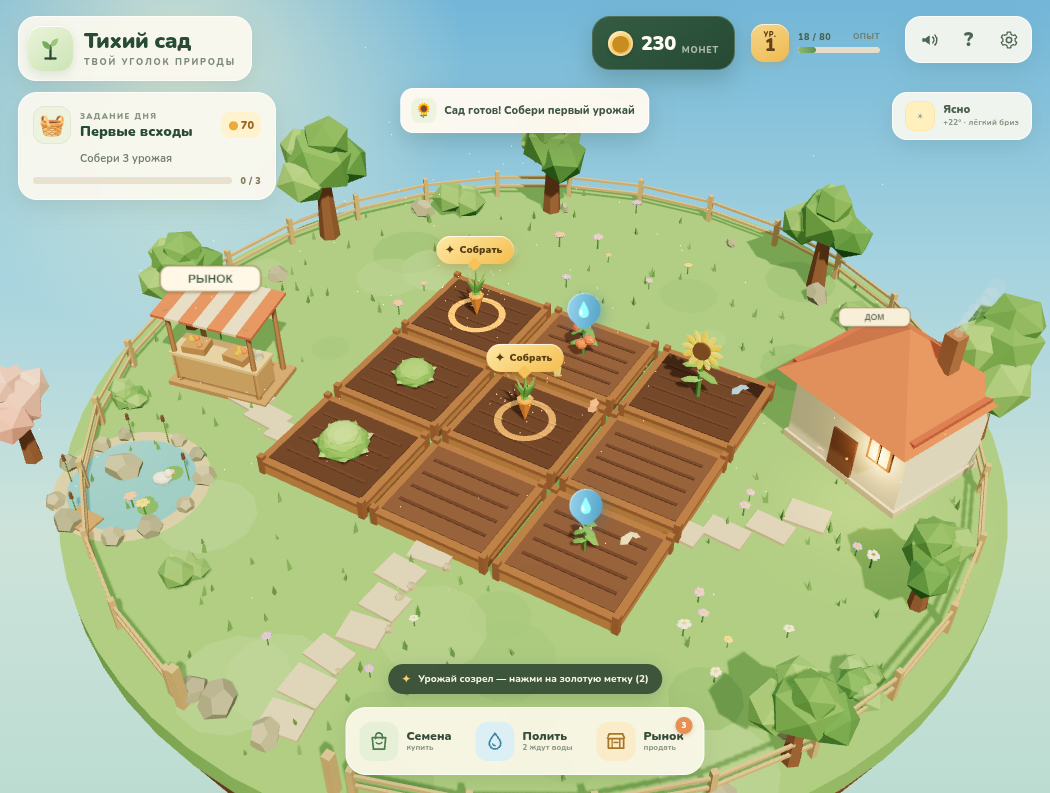 Тихий сад
ТВОЙ УГОЛОК ПРИРОДЫ
230 МОНЕТ
УР. 1
18 / 80 ОПЫТ
?
ЗАДАНИЕ ДНЯ
Первые всходы
70
Собери 3 урожая
0 / 3
Сад готов! Собери первый урожай
Ясно
+22° · лёгкий бриз
Собрать
РЫНОК
ДОМ
Собрать
Урожай созрел — нажми на золотую метку (2)
Семена
купить
Полить
2 ждут воды
Рынок
продать
3